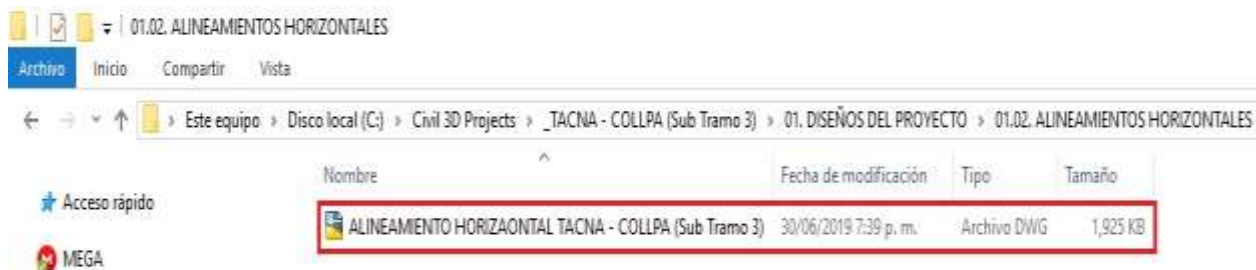 01.02. ALINEAMIENTOS HORIZONTALES
Archivo Inicio Compartir Vista
Este equipo > Disco local (C:) > Civil 3D Projects > _TACNA - COLLPA (Sub Tramo 3) > 01. DISEÑOS DEL PROYECTO > 01.02. ALINEAMIENTOS HORIZONTALES
Nombre Fecha de modificación Tipo Tamaño
Acceso rápido
ALINEAMIENTO HORIZAONTAL TACNA - COLLPA (Sub Tramo 3) 30/06/2019 7:39 p. m. Archivo DWG 1,925 KB
MEGA